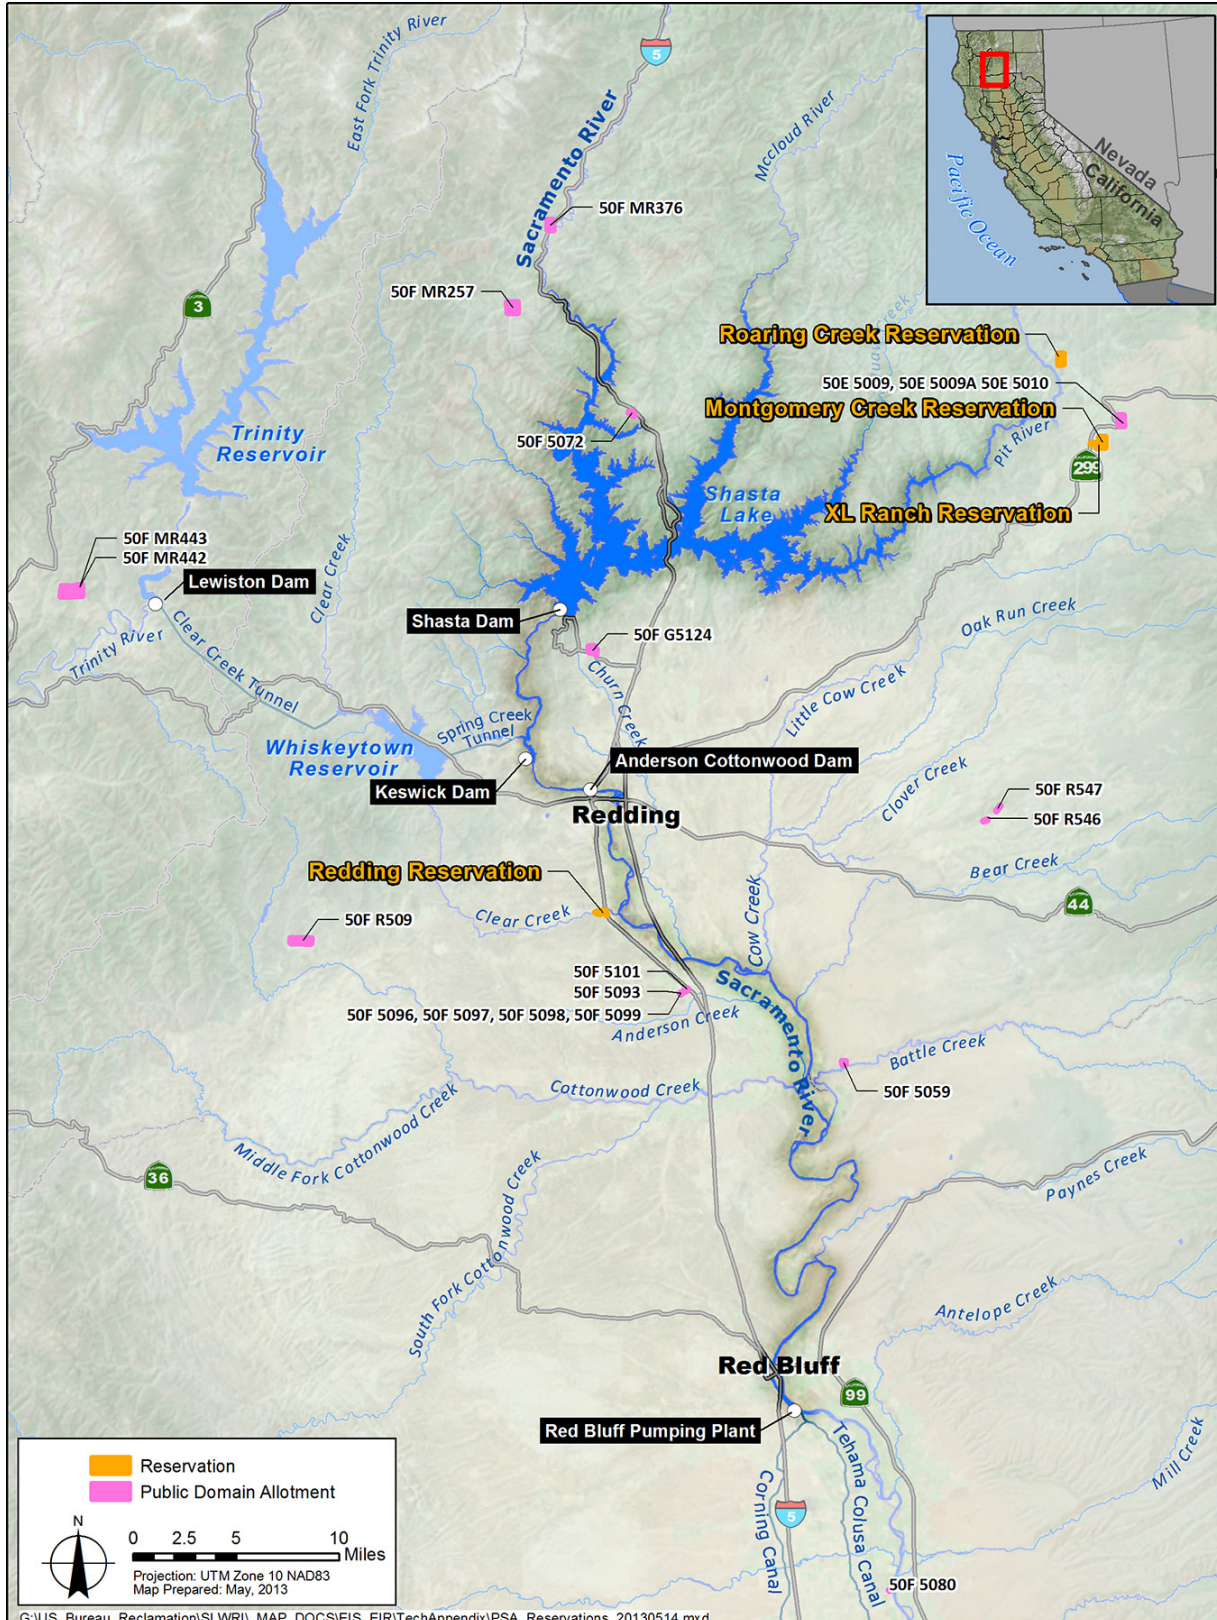 East Fork Trinity River
5
Sacramento River
Mccloud River
Nevada
California
Pacific Ocean
50F MR376
50F MR257
3
Roaring Creek Reservation
50E 5009, 50E 5009A 50E 5010
Montgomery Creek Reservation
Pit River
299
XL Ranch Reservation
Trinity
Reservoir
50F 5072
Shasta
Lake
50F MR443
50F MR442
Lewiston Dam
Clear Creek
Shasta Dam
50F G5124
Oak Run Creek
Trinity River
Clear Creek Tunnel
Churn Creek
Little Cow Creek
Spring Creek
Tunnel
Whiskeytown
Reservoir
Keswick Dam
Anderson Cottonwood Dam
Redding
Clover Creek
50F R547
50F R546
Bear Creek
44
Redding Reservation
Clear Creek
Cow Creek
50F R509
50F 5101
50F 5093
50F 5096, 50F 5097, 50F 5098, 50F 5099
Anderson Creek
Sacramento River
Battle Creek
50F 5059
Cottonwood Creek
Middle Fork Cottonwood Creek
36
South Fork Cottonwood Creek
Paynes Creek
Antelope Creek
Red Bluff
99
Red Bluff Pumping Plant
Mill Creek
Corning Canal
5
Tehama Colusa Canal
50F 5080
Reservation
Public Domain Allotment
N
0 2.5 5 10
Miles
Projection: UTM Zone 10 NAD83
Map Prepared: May, 2013
G:\US_Bureau_Reclamation\SLWRI\_MAP_DOCS\EIS_EIR\TechAppendix\PSA_Reservations_20130514.mxd